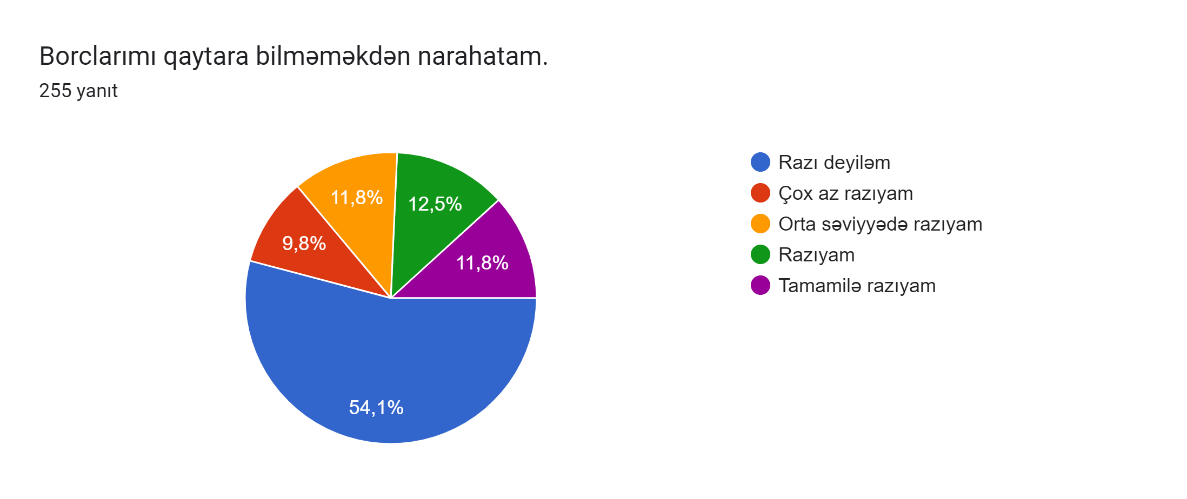 Borclarımı qaytara bilməməkdən narahatam.
255 yanıt
Razı deyiləm
Çox az razıyam
Orta səviyyədə razıyam
Razıyam
Tamamilə razıyam
11,8%
12,5%
9,8%
11,8%
54,1%